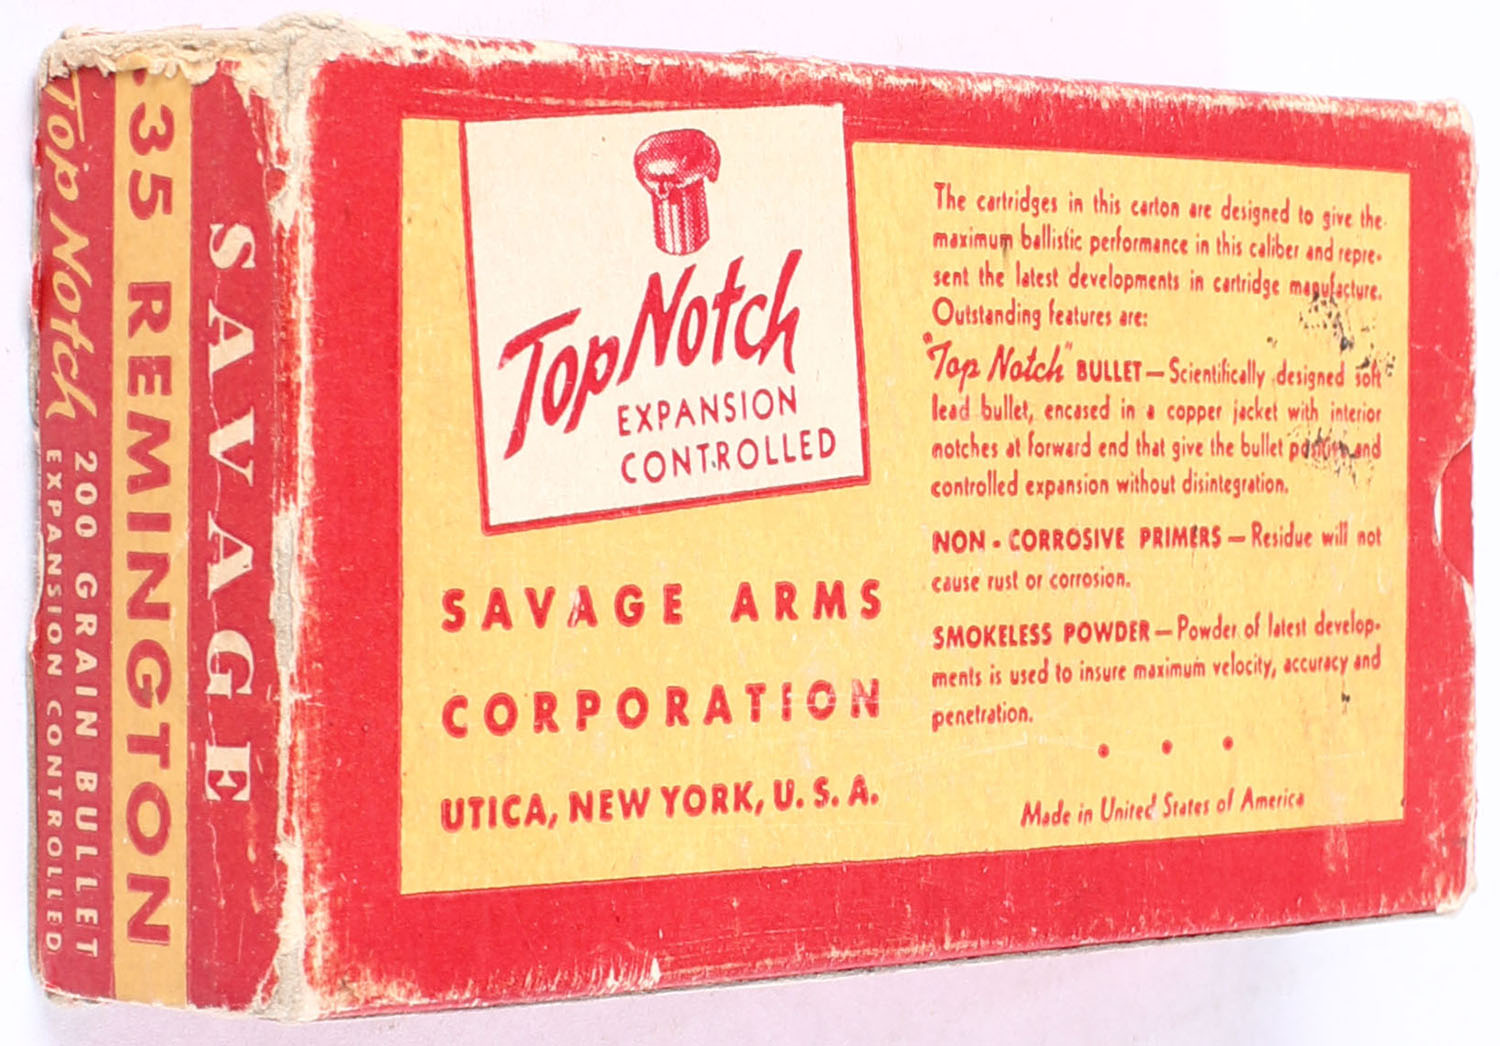 SAVAGE
.35 REMINGTON
Top Notch 200 GRAIN BULLET
EXPANSION CONTROLLED
Top Notch
EXPANSION
CONTROLLED
SAVAGE ARMS
CORPORATION
UTICA, NEW YORK, U. S. A.
The cartridges in this carton are designed to give the
maximum ballistic performance in this caliber and repre-
sent the latest developments in cartridge manufacture.
Outstanding features are:
"Top Notch" BULLET — Scientifically designed soft
lead bullet, encased in a copper jacket with interior
notches at forward end that give the bullet positive and
controlled expansion without disintegration.
NON - CORROSIVE PRIMERS — Residue will not
cause rust or corrosion.
SMOKELESS POWDER — Powder of latest develop-
ments is used to insure maximum velocity, accuracy and
penetration.
Made in United States of America